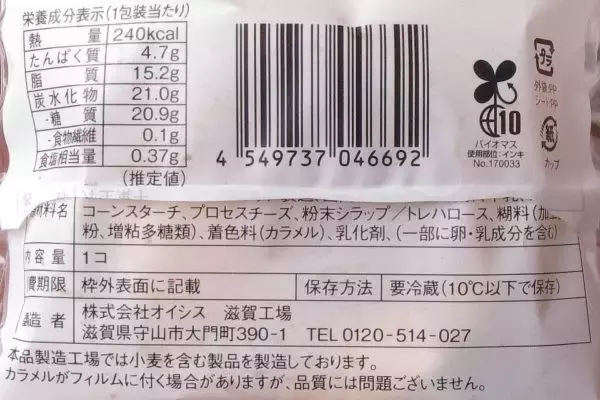 栄養成分表示(1包装当たり)
熱量 240kcal
たんぱく質 4.7g
脂質 15.2g
炭水化物 21.0g
-糖質 20.9g
-食物繊維 0.1g
食塩相当量 0.37g
(推定値)
4 549737 046692
10
バイオマス
使用部位:インキ
No.170033
プラ
外袋:PP
シート:PP
紙
カップ
材料名
コーンスターチ、プロセスチーズ、粉末シラップ/トレハロース、糊料(加工
粉、増粘多糖類)、着色料(カラメル)、乳化剤、(一部に卵・乳成分を含む)
内容量 1コ
費期限 枠外表面に記載 保存方法 要冷蔵(10℃以下で保存)
製造者 株式会社オイシス 滋賀工場
滋賀県守山市大門町390-1 TEL 0120-514-027
本品製造工場では小麦を含む製品を製造しております。
カラメルがフィルムに付く場合がありますが、品質には問題ございません。